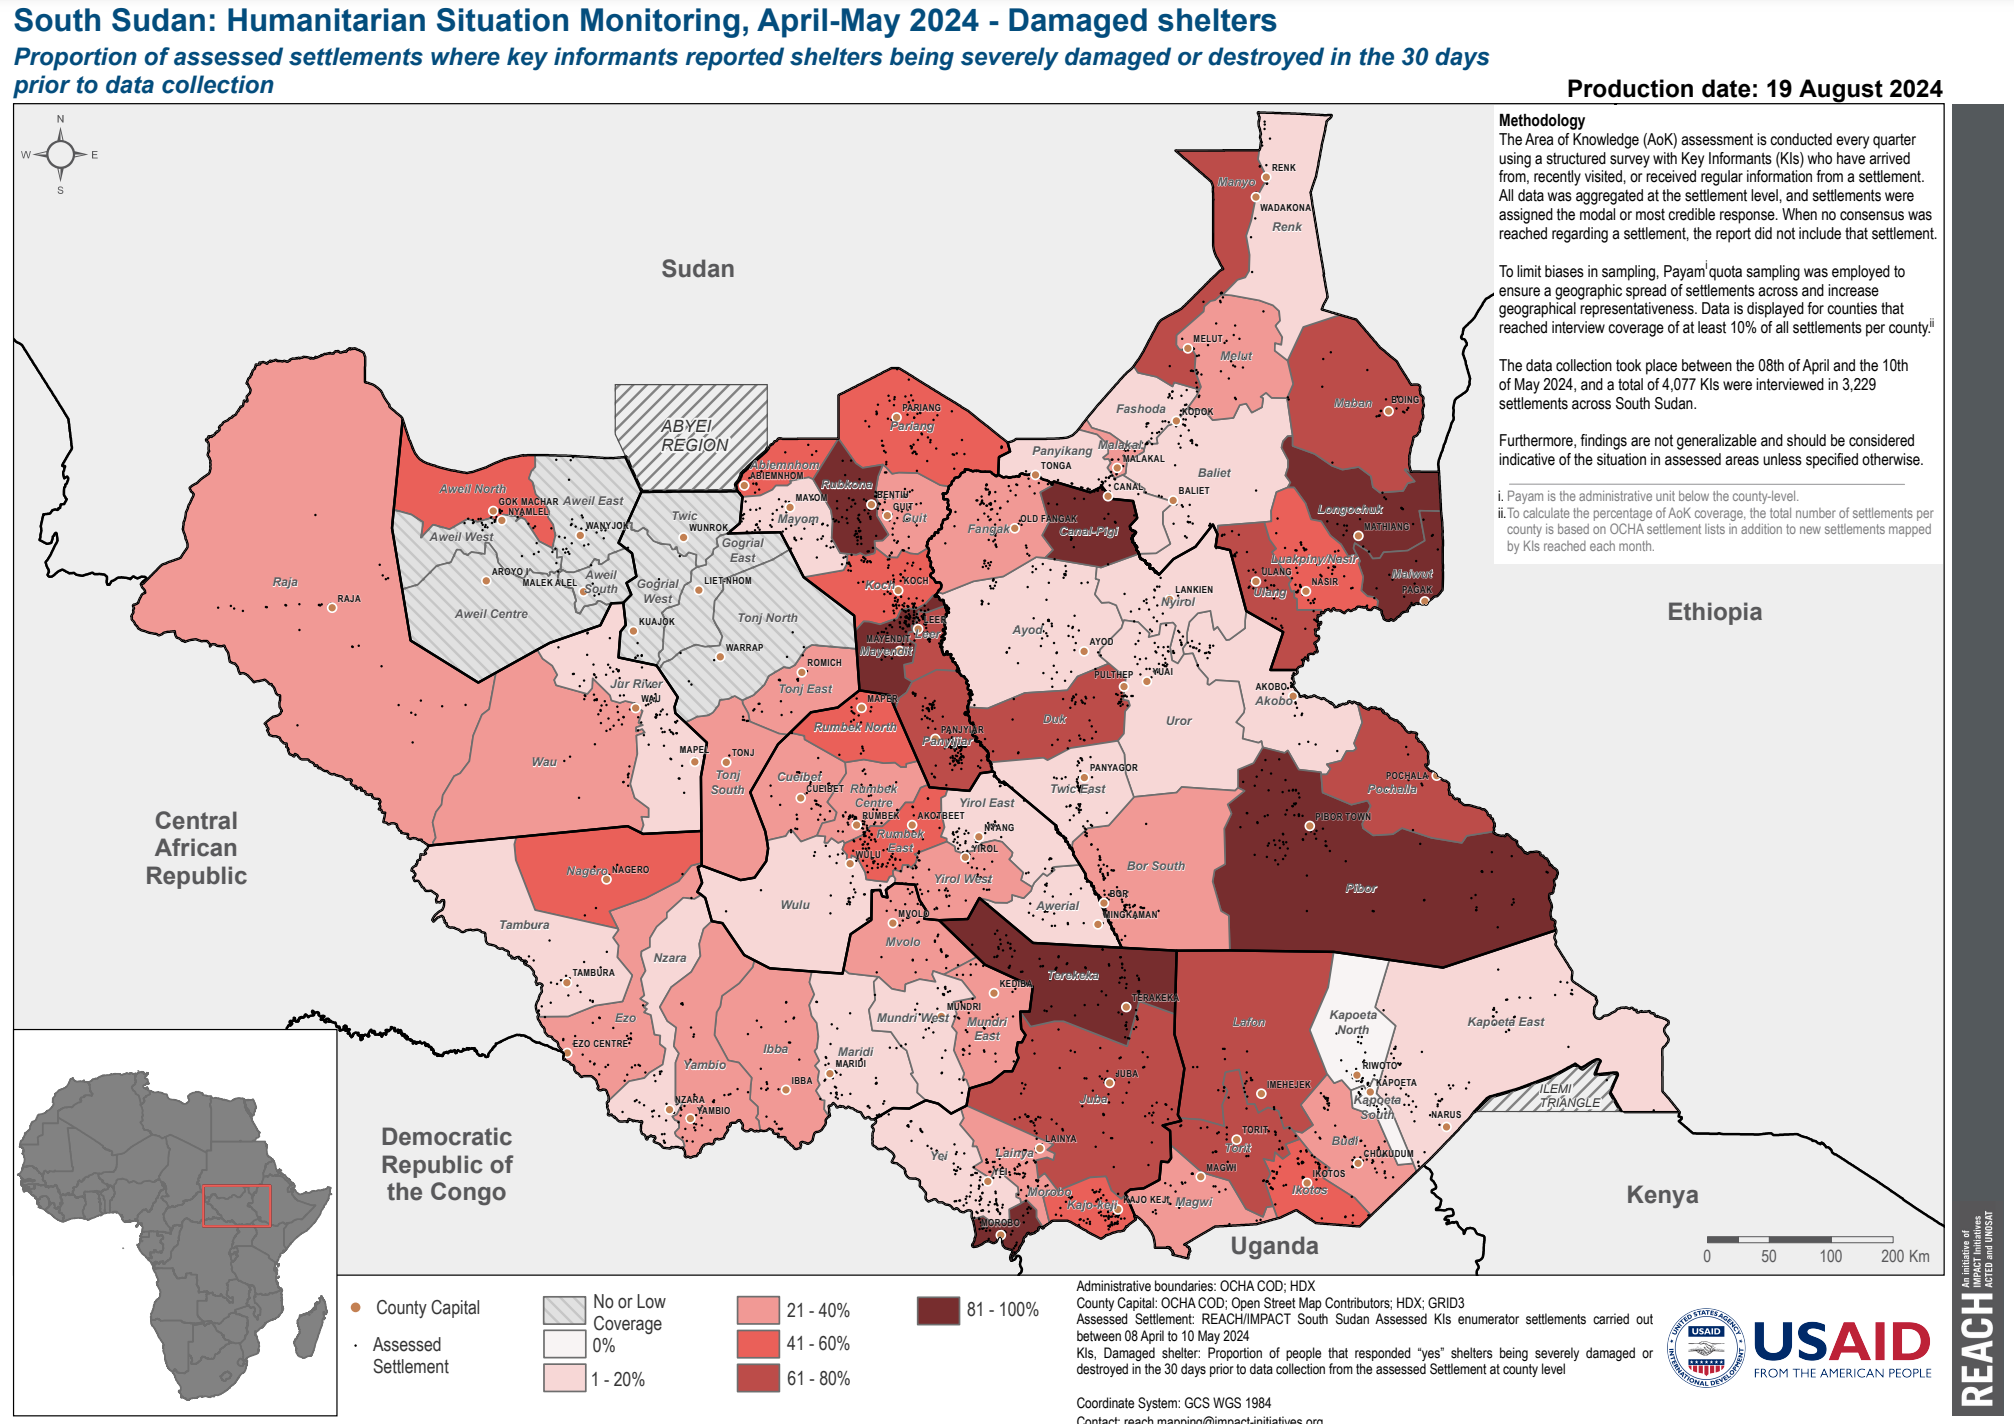 South Sudan: Humanitarian Situation Monitoring, April-May 2024 - Damaged shelters
Proportion of assessed settlements where key informants reported shelters being severely damaged or destroyed in the 30 days
prior to data collection
Production date: 19 August 2024
Methodology
The Area of Knowledge (AoK) assessment is conducted every quarter
using a structured survey with Key Informants (KIs) who have arrived
from, recently visited, or received regular information from a settlement.
All data was aggregated at the settlement level, and settlements were
assigned the modal or most credible response. When no consensus was
reached regarding a settlement, the report did not include that settlement.
To limit biases in sampling, Payam i quota sampling was employed to
ensure a geographic spread of settlements across and increase
geographical representativeness. Data is displayed for counties that
reached interview coverage of at least 10% of all settlements per county. ii
The data collection took place between the 08th of April and the 10th
of May 2024, and a total of 4,077 KIs were interviewed in 3,229
settlements across South Sudan.
Furthermore, findings are not generalizable and should be considered
indicative of the situation in assessed areas unless specified otherwise.
i. Payam is the administrative unit below the county-level.
ii. To calculate the percentage of AoK coverage, the total number of settlements per
county is based on OCHA settlement lists in addition to new settlements mapped
by KIs reached each month.
N
W
E
S
Sudan
Ethiopia
Kenya
Uganda
Central
African
Republic
Democratic
Republic of
the Congo
ABYEI
REGION
ILEMI
TRIANGLE
RENK
Manyo
WADAKONA
Renk
MELUT
Melut
Fashoda
KODOK
Maban
BOING
PARIANG
Pariang
Panyikang
TONGA
Malakal
MALAKAL
Baliet
BALIET
CANAL
Canal-Pigi
Abiemnhom
ABIEMNHOM
MAYOM
Mayom
Rubkona
BENTIU
GUIT
Guit
Fangak
OLD FANGAK
Longochuk
MATHIANG
Luakpiny/Nasir
NASIR
ULANG
Ulang
Maiwut
PAGAK
Aweil North
GOK MACHAR
NYAMLEL
Aweil East
WANYJOK
Aweil West
AROYO
MALEK ALEL
Aweil
South
Aweil Centre
Twic
WUNROK
Gogrial
East
Gogrial
West
LIET-NHOM
KUAJOK
Tonj North
WARRAP
ROMICH
Tonj East
Raja
RAJA
Koch
KOCH
LEER
Leer
MAYENDIT
Mayendit
Ayod
AYOD
LANKIEN
Nyirol
PULTHEP
YUAI
Uror
AKOBO
Akobo
Duk
MAPER
Rumbek North
PANJYIAR
Panyijiar
Jur River
WAU
Wau
MAPEL
TONJ
Tonj
South
Cueibet
CUEIBET
Rumbek
Centre
RUMBEK
AKOTBEET
Rumbek
East
WULU
Wulu
Yirol East
NYANG
YIROL
Yirol West
Awerial
MINGKAMAN
BOR
Bor South
PANYAGOR
Twic East
POCHALA
Pochalla
PIBOR TOWN
Pibor
Nagero
NAGERO
Tambura
TAMBURA
Nzara
NZARA
Ezo
EZO CENTRE
Yambio
YAMBIO
Ibba
IBBA
Maridi
MARIDI
MVOLO
Mvolo
MUNDRI
Mundri West
KEDIBA
Mundri
East
Terekeka
TERAKEKA
JUBA
Juba
Lafon
IMEHEJEK
TORIT
Torit
Kapoeta
North
RIWOTO
KAPOETA
Kapoeta
South
Kapoeta East
NARUS
Budi
CHUKUDUM
IKOTOS
Ikotos
MAGWI
Magwi
LAINYA
Lainya
Yei
YEI
Morobo
MOROBO
Kajo-keji
KAJO KEJI
0 50 100 200 Km
County Capital
Assessed
Settlement
No or Low
Coverage
0%
1 - 20%
21 - 40%
41 - 60%
61 - 80%
81 - 100%
Administrative boundaries: OCHA COD; HDX
County Capital: OCHA COD; Open Street Map Contributors; HDX; GRID3
Assessed Settlement: REACH/IMPACT South Sudan Assessed KIs enumerator settlements carried out
between 08 April to 10 May 2024
KIs, Damaged shelter: Proportion of people that responded “yes” shelters being severely damaged or
destroyed in the 30 days prior to data collection from the assessed Settlement at county level
Coordinate System: GCS WGS 1984
Contact: reach.mapping@impact-initiatives.org
UNITED STATES AGENCY
USAID
INTERNATIONAL DEVELOPMENT
USAID
FROM THE AMERICAN PEOPLE
REACH
An initiative of
IMPACT Initiatives
ACTED and UNOSAT